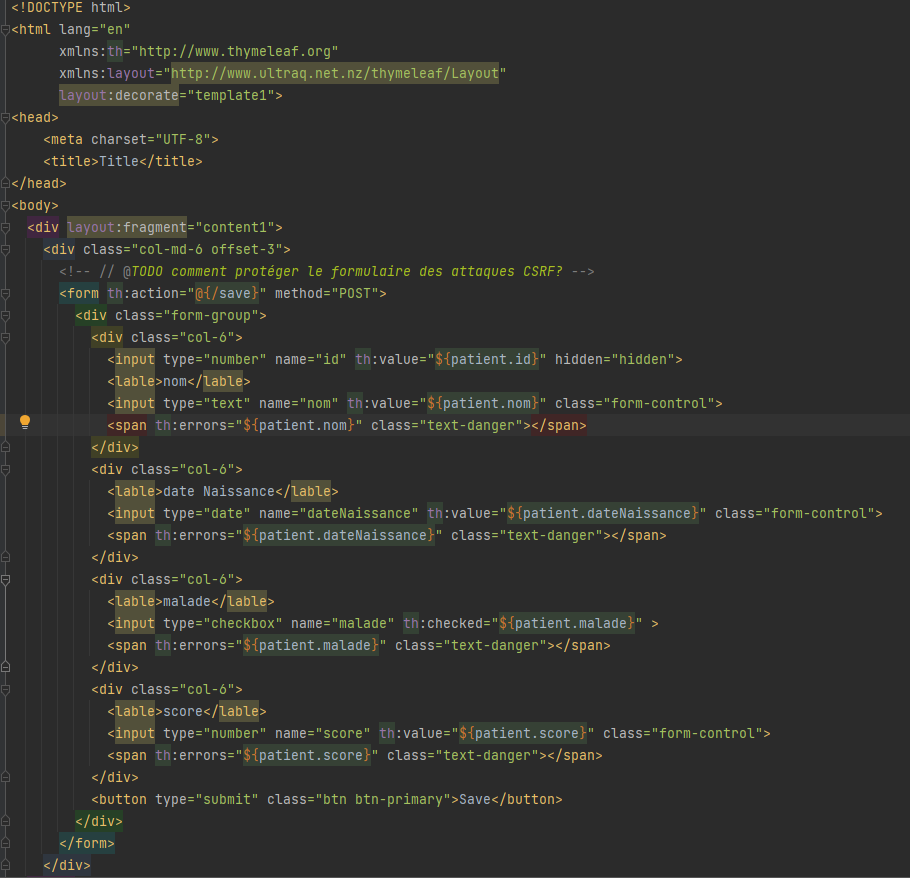 <!DOCTYPE html>
<html lang="en"
xmlns:th="http://www.thymeleaf.org"
xmlns:layout="http://www.ultraq.net.nz/thymeleaf/Layout"
layout:decorate="template1">
<head>
<meta charset="UTF-8">
<title>Title</title>
</head>
<body>
<div layout:fragment="content1">
<div class="col-md-6 offset-3">
<!-- // @TODO comment protéger le formulaire des attaques CSRF? -->
<form th:action="@{/save}" method="POST">
<div class="form-group">
<div class="col-6">
<input type="number" name="id" th:value="${patient.id}" hidden="hidden">
<lable>nom</lable>
<input type="text" name="nom" th:value="${patient.nom}" class="form-control">
<span th:errors="${patient.nom}" class="text-danger"></span>
</div>
<div class="col-6">
<lable>date Naissance</lable>
<input type="date" name="dateNaissance" th:value="${patient.dateNaissance}" class="form-control">
<span th:errors="${patient.dateNaissance}" class="text-danger"></span>
</div>
<div class="col-6">
<lable>malade</lable>
<input type="checkbox" name="malade" th:checked="${patient.malade}" >
<span th:errors="${patient.malade}" class="text-danger"></span>
</div>
<div class="col-6">
<lable>score</lable>
<input type="number" name="score" th:value="${patient.score}" class="form-control">
<span th:errors="${patient.score}" class="text-danger"></span>
</div>
<button type="submit" class="btn btn-primary">Save</button>
</div>
</form>
</div>